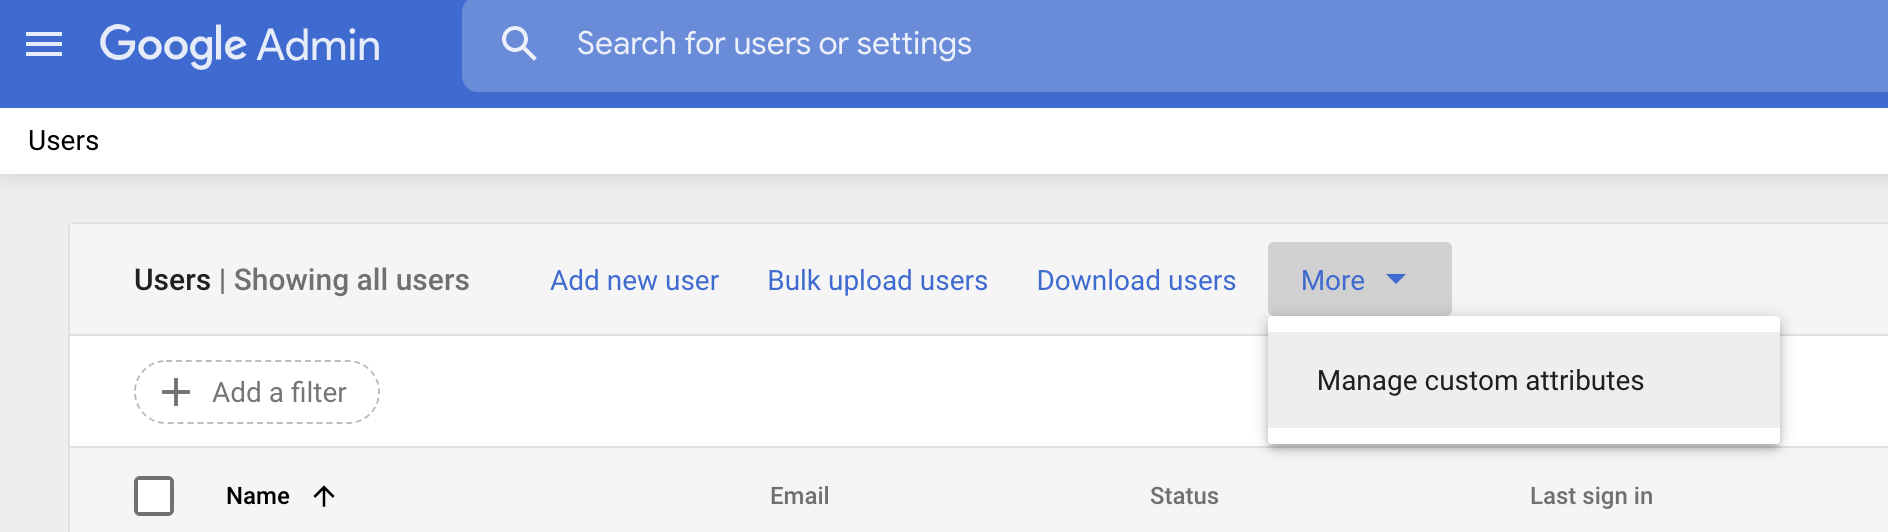 Google Admin
Search for users or settings
Users
Users | Showing all users
Add new user
Bulk upload users
Download users
More
Manage custom attributes
Add a filter
Name
Email
Status
Last sign in